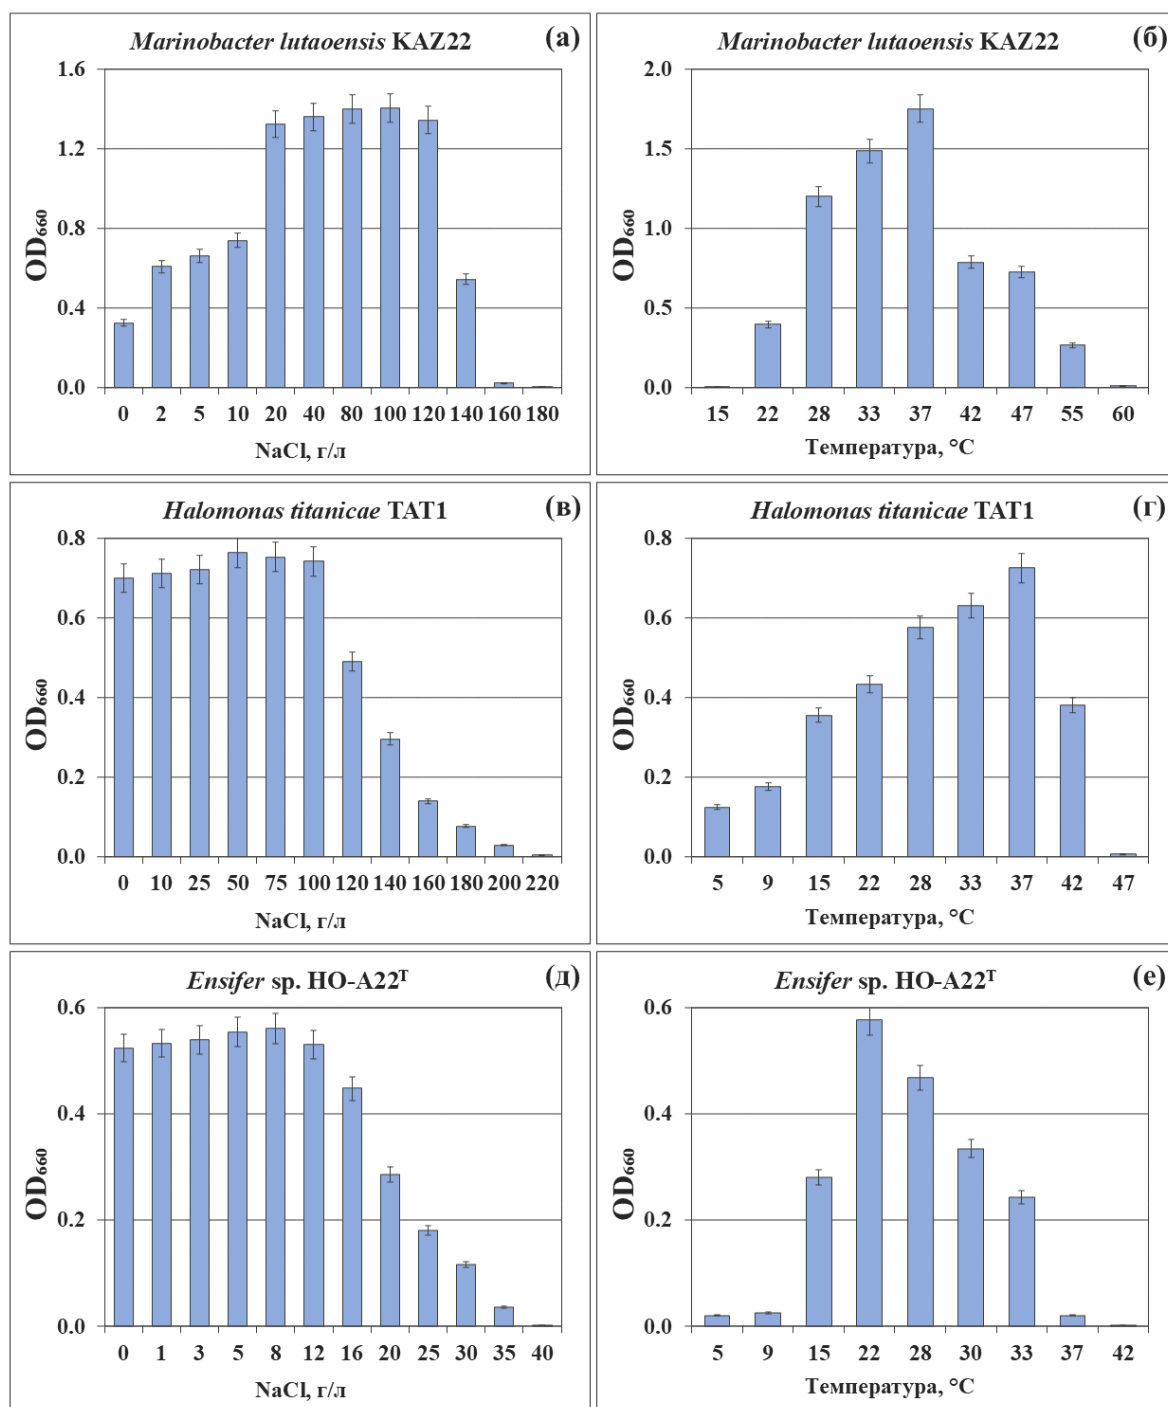 Marinobacter lutaoensis KAZ22 (а)
1.6
1.2
0.8
0.4
0.0
OD660
0 2 5 10 20 40 80 100 120 140 160 180
NaCl, г/л
Marinobacter lutaoensis KAZ22 (б)
2.0
1.5
1.0
0.5
0.0
OD660
15 22 28 33 37 42 47 55 60
Температура, °C
Halomonas titanicae TAT1 (в)
0.8
0.6
0.4
0.2
0.0
OD660
0 10 25 50 75 100 120 140 160 180 200 220
NaCl, г/л
Halomonas titanicae TAT1 (г)
0.8
0.6
0.4
0.2
0.0
OD660
5 9 15 22 28 33 37 42 47
Температура, °C
Ensifer sp. HO-A22ᵀ (д)
0.6
0.4
0.2
0.0
OD660
0 1 3 5 8 12 16 20 25 30 35 40
NaCl, г/л
Ensifer sp. HO-A22ᵀ (е)
0.6
0.4
0.2
0.0
OD660
5 9 15 22 28 30 33 37 42
Температура, °C